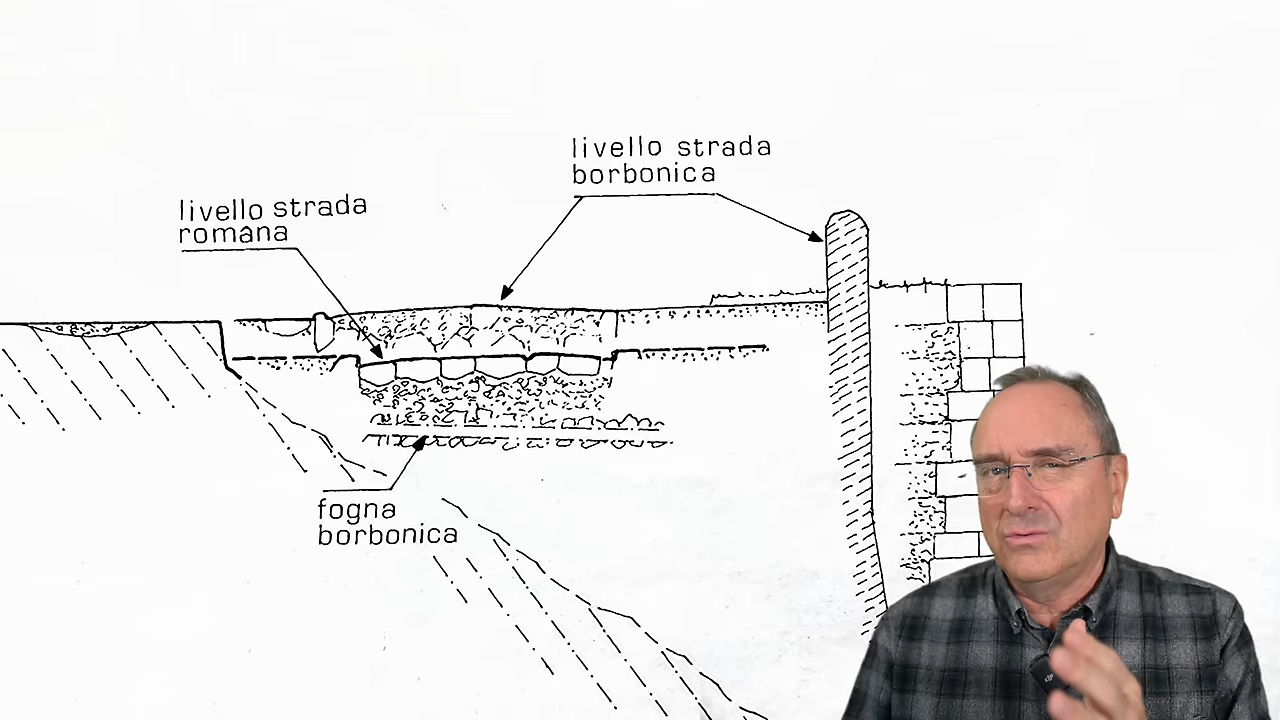 livello strada
borbonica
livello strada
romana
fogna
borbonica